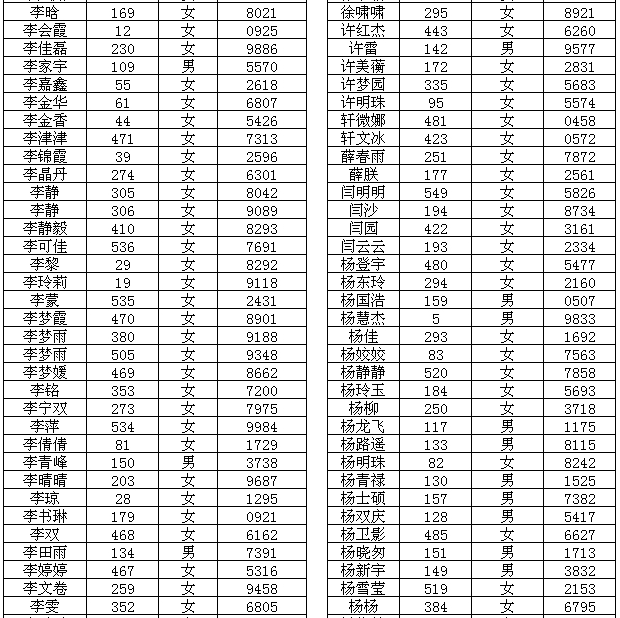 李晗 169 女 8021
李会霞 12 女 0925
李佳磊 230 女 9886
李家宇 109 男 5570
李嘉鑫 55 女 2618
李金华 61 女 6807
李金香 44 女 5426
李津津 471 女 7313
李锦霞 39 女 2596
李晶丹 274 女 6301
李静 305 女 8042
李静 306 女 9089
李静毅 410 女 8293
李可佳 536 女 7691
李黎 29 女 8292
李玲莉 19 女 9118
李蒙 535 女 2431
李梦霞 470 女 8901
李梦雨 380 女 9188
李梦雨 505 女 9348
李梦媛 469 女 8662
李铭 353 女 7200
李宁双 273 女 7975
李萍 534 女 9984
李倩倩 81 女 1729
李青峰 150 男 3738
李晴晴 203 女 9687
李琼 28 女 1295
李书琳 179 女 0921
李双 468 女 6162
李田雨 134 男 7391
李婷婷 467 女 5316
李文卷 259 女 9458
李雯 352 女 6805
徐啸啸 295 女 8921
许红杰 443 女 6260
许雷 142 男 9577
许美蘅 172 女 2831
许梦园 335 女 5683
许明珠 95 女 5574
轩微娜 481 女 0458
轩文冰 423 女 0572
薛春雨 251 女 7872
薛朕 177 女 2561
闫明明 549 女 5826
闫沙 194 女 8734
闫园 422 女 3161
闫云云 193 女 2334
杨登宇 480 女 5477
杨东玲 294 女 2160
杨国浩 159 男 0507
杨慧杰 5 男 9833
杨佳 293 女 1692
杨姣姣 83 女 7563
杨静静 520 女 7858
杨玲玉 184 女 5693
杨柳 250 女 3718
杨龙飞 117 男 1175
杨路遥 133 男 8115
杨明珠 82 女 8242
杨青禄 130 男 1525
杨士硕 157 男 7382
杨双庆 128 男 5417
杨卫影 485 女 6627
杨晓匆 151 男 1713
杨新宇 149 男 3832
杨雪莹 519 女 2153
杨杨 384 女 6795